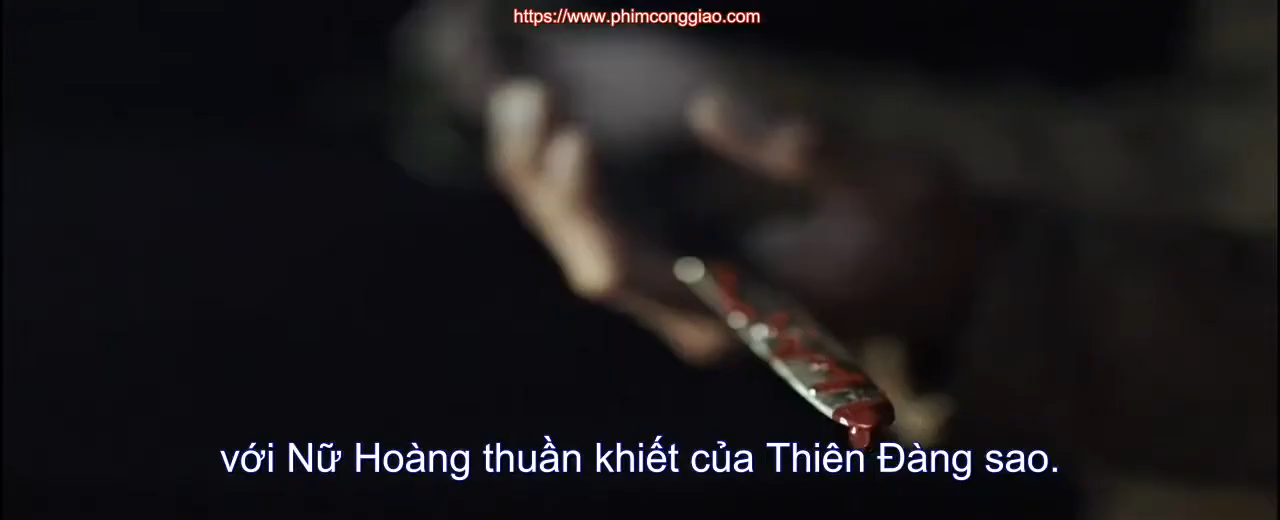 https://www.phimconggiao.com
với Nữ Hoàng thuần khiết của Thiên Đàng sao.